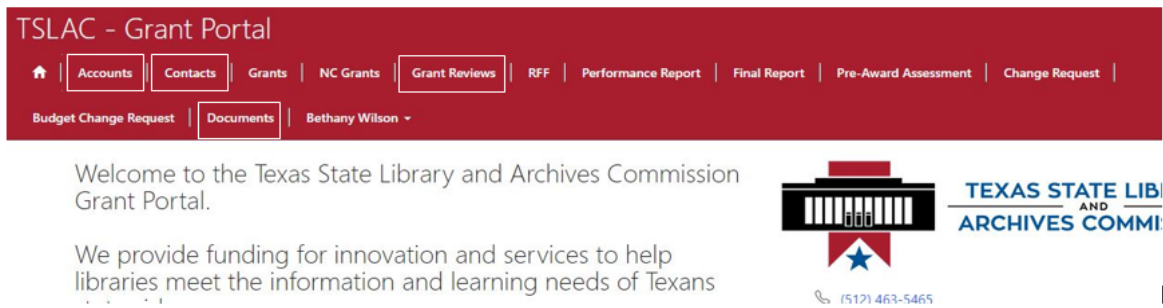 TSLAC - Grant Portal
Accounts | Contacts | Grants | NC Grants | Grant Reviews | RFF | Performance Report | Final Report | Pre-Award Assessment | Change Request |
Budget Change Request | Documents | Bethany Wilson
Welcome to the Texas State Library and Archives Commission
Grant Portal.
We provide funding for innovation and services to help
libraries meet the information and learning needs of Texans
TEXAS STATE LIB
AND
ARCHIVES COMMI
(512) 463-5465